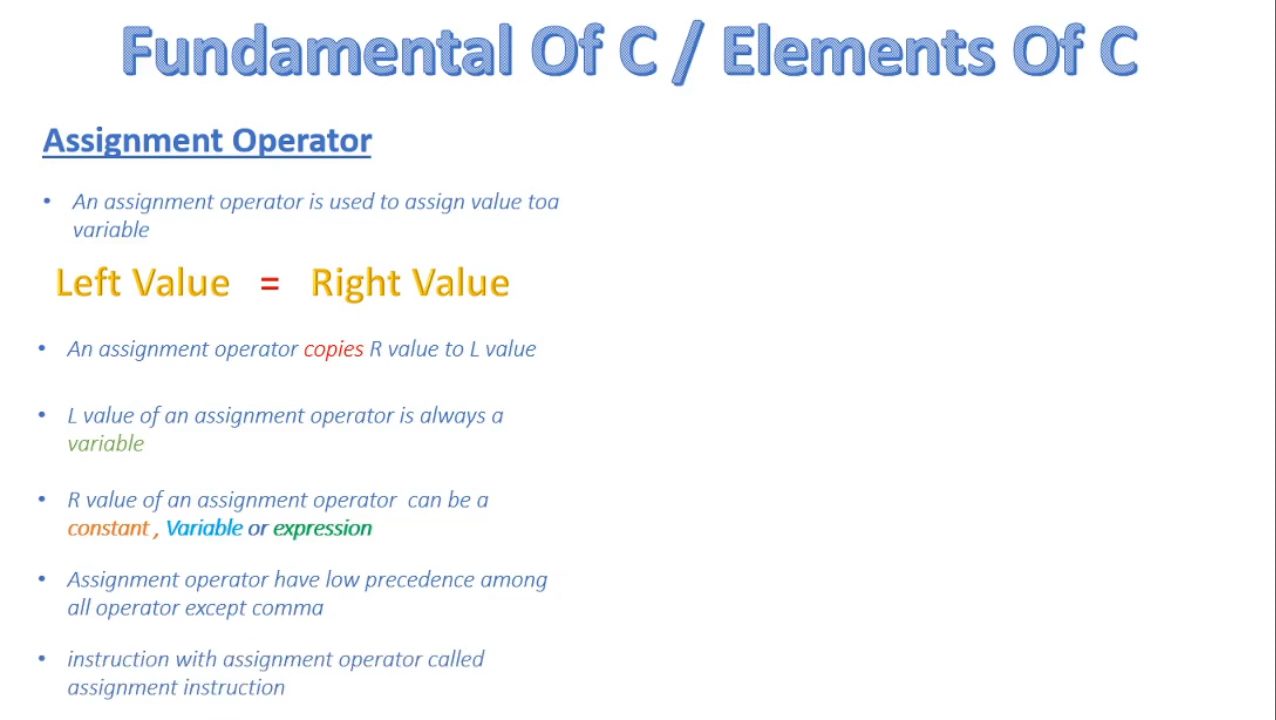 Fundamental Of C / Elements Of C
Assignment Operator
• An assignment operator is used to assign value toa
variable
Left Value = Right Value
• An assignment operator copies R value to L value
• L value of an assignment operator is always a
variable
• R value of an assignment operator can be a
constant , Variable or expression
• Assignment operator have low precedence among
all operator except comma
• instruction with assignment operator called
assignment instruction